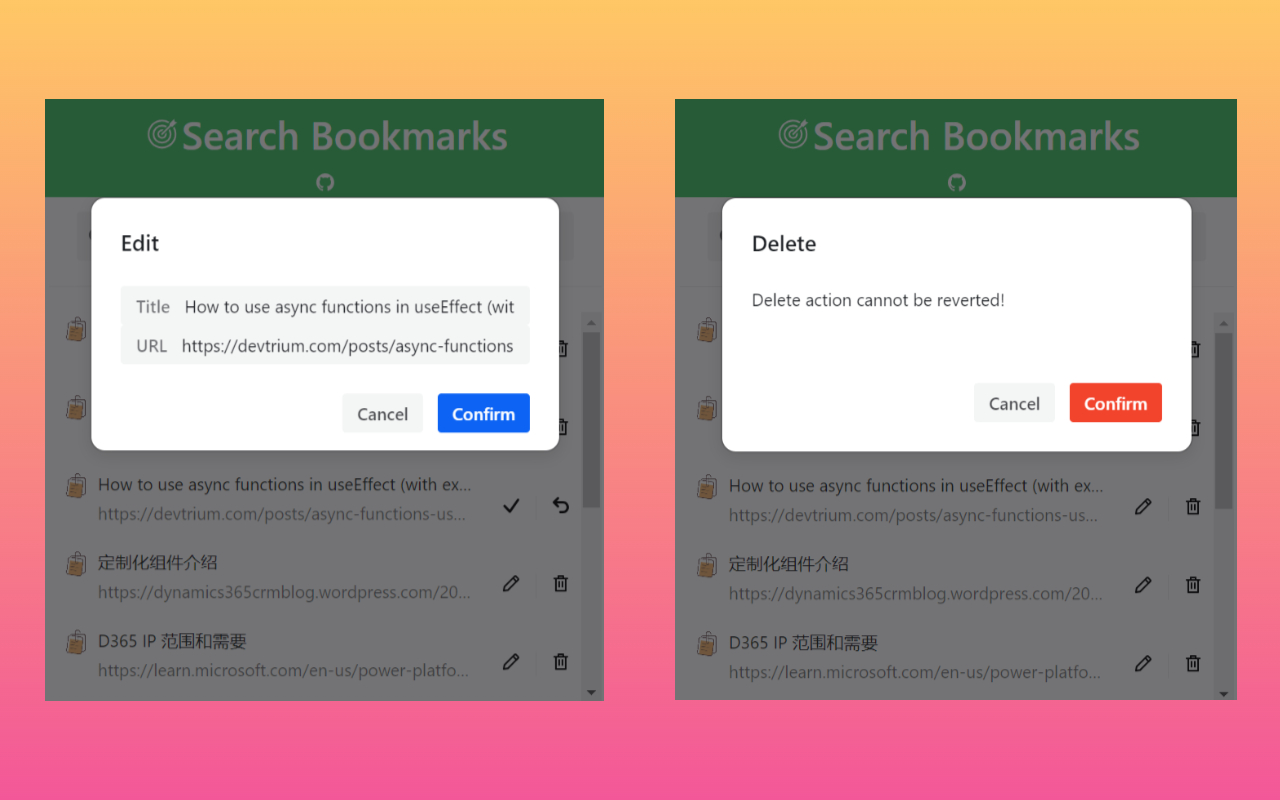 Search Bookmarks
Edit
Title How to use async functions in useEffect (wit
URL https://devtrium.com/posts/async-functions
Cancel Confirm
How to use async functions in useEffect (with ex...
https://devtrium.com/posts/async-functions-us...
定制化组件介绍
https://dynamics365crmblog.wordpress.com/20...
D365 IP 范围和需要
https://learn.microsoft.com/en-us/power-platfo...
Search Bookmarks
Delete
Delete action cannot be reverted!
Cancel Confirm
How to use async functions in useEffect (with ex...
https://devtrium.com/posts/async-functions-us...
定制化组件介绍
https://dynamics365crmblog.wordpress.com/20...
D365 IP 范围和需要
https://learn.microsoft.com/en-us/power-platfo...